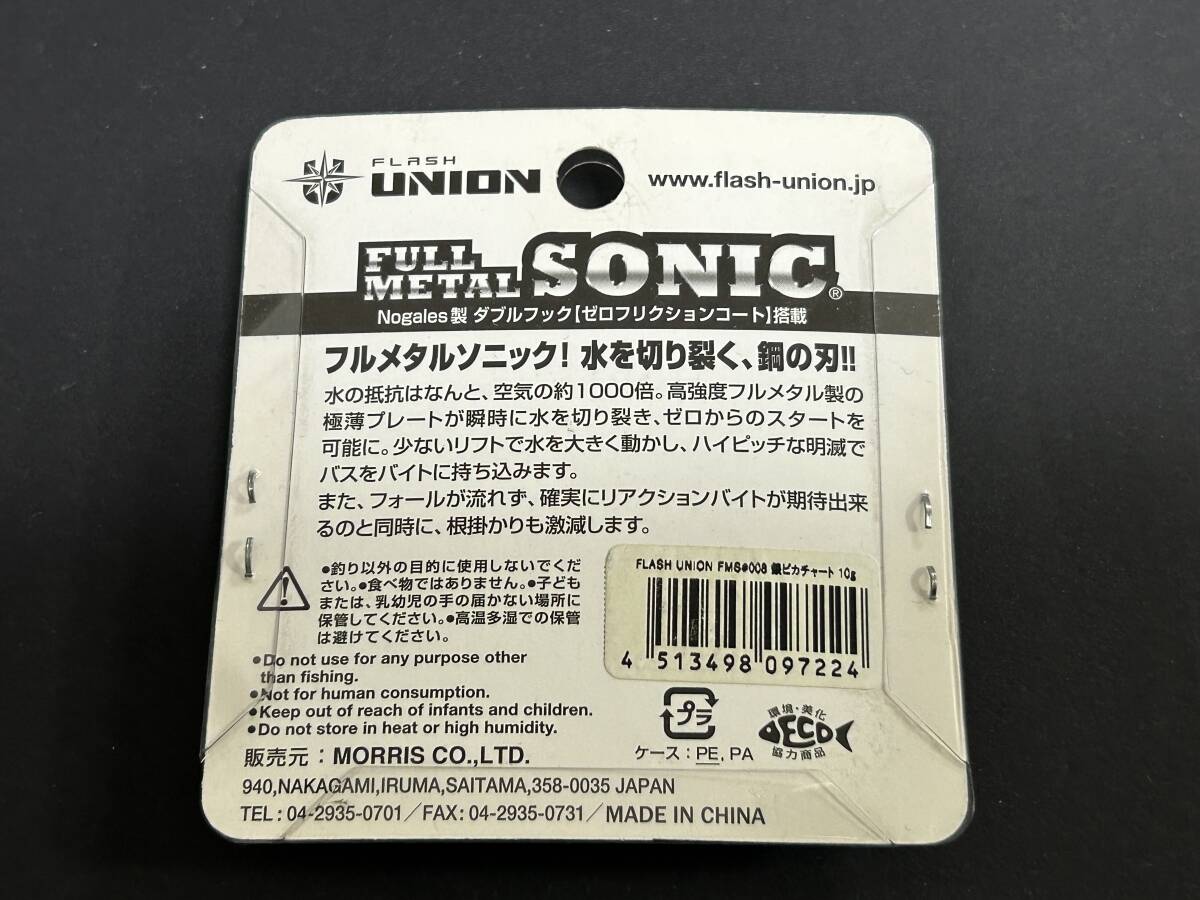 FLASH
UNION
www.flash-union.jp
FULL
METAL SONIC®
Nogales製 ダブルフック【ゼロフリクションコート】搭載
フルメタルソニック! 水を切り裂く、鋼の刃!!
水の抵抗はなんと、空気の約1000倍。高強度フルメタル製の
極薄プレートが瞬時に水を切り裂き、ゼロからのスタートを
可能に。少ないリフトで水を大きく動かし、ハイピッチな明滅で
バスをバイトに持ち込みます。
また、フォールが流れず、確実にリアクションバイトが期待出来
るのと同時に、根掛かりも激減します。
●釣り以外の目的に使用しないでくだ
さい。●食べ物ではありません。●子ども
または、乳幼児の手の届かない場所に
保管してください。●高温多湿での保管
は避けてください。
●Do not use for any purpose other
than fishing.
●Not for human consumption.
●Keep out of reach of infants and children.
●Do not store in heat or high humidity.
FLASH UNION FMS#008 銀ピカチャート 10g
4 513498 097224
プラ
ケース：PE, PA
環境・美化
ECO
協力商品
販売元：MORRIS CO.,LTD.
940,NAKAGAMI,IRUMA,SAITAMA,358-0035 JAPAN
TEL：04-2935-0701／FAX：04-2935-0731／MADE IN CHINA